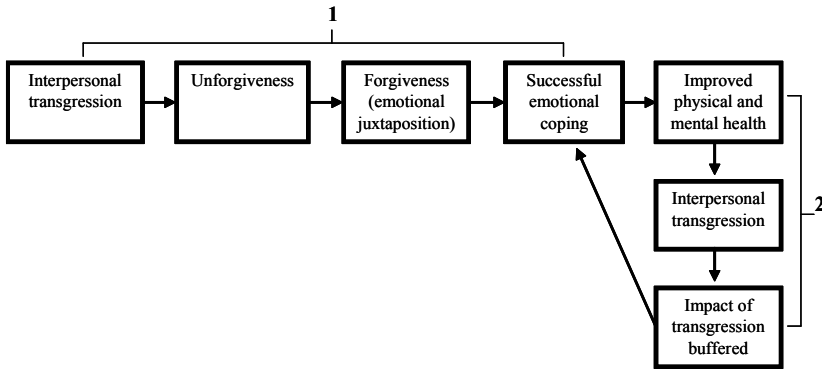 1
Interpersonal
transgression
Unforgiveness
Forgiveness
(emotional
juxtaposition)
Successful
emotional
coping
Improved
physical and
mental health
Interpersonal
transgression
2
Impact of
transgression
buffered